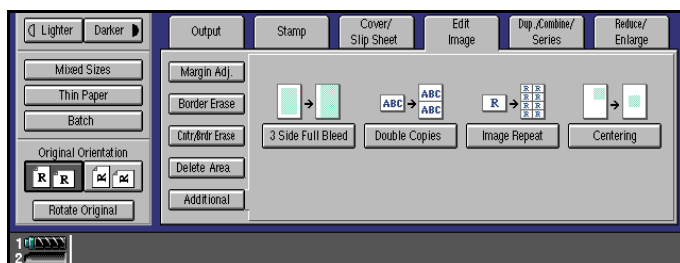 Lighter Darker
Mixed Sizes
Thin Paper
Batch
Original Orientation
R R R R
Rotate Original
1
2
Output
Stamp
Cover/
Slip Sheet
Edit
Image
Dup./Combine/
Series
Reduce/
Enlarge
Margin Adj.
Border Erase
Cntr/Brdr Erase
Delete Area
Additional
3 Side Full Bleed
ABC ABC
ABC
Double Copies
R R R
R R
R R
R R
Image Repeat
Centering